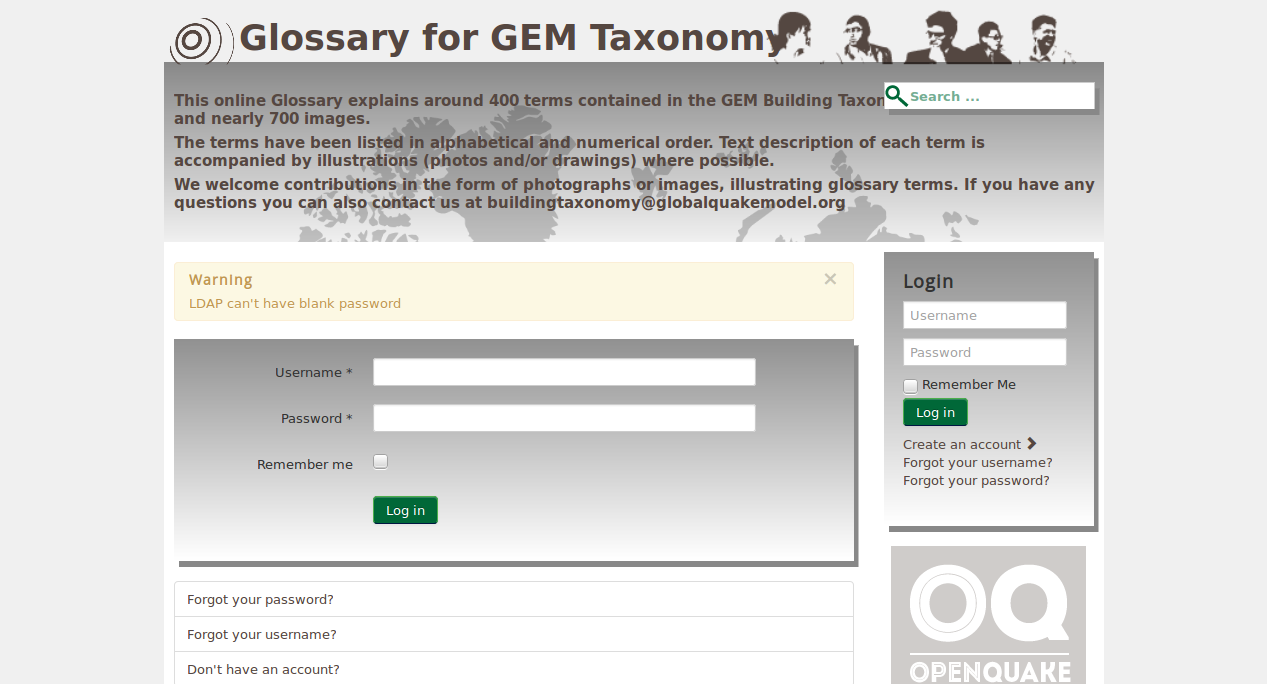 Glossary for GEM Taxonomy
This online Glossary explains around 400 terms contained in the GEM Building Taxon
Search ...
and nearly 700 images.
The terms have been listed in alphabetical and numerical order. Text description of each term is
accompanied by illustrations (photos and/or drawings) where possible.
We welcome contributions in the form of photographs or images, illustrating glossary terms. If you have any
questions you can also contact us at buildingtaxonomy@globalquakemodel.org
Warning
×
LDAP can't have blank password
Username *
Password *
Remember me
Log in
Forgot your password?
Forgot your username?
Don't have an account?
Login
Username
Password
Remember Me
Log in
Create an account
Forgot your username?
Forgot your password?
OQ
OPENQUAKE